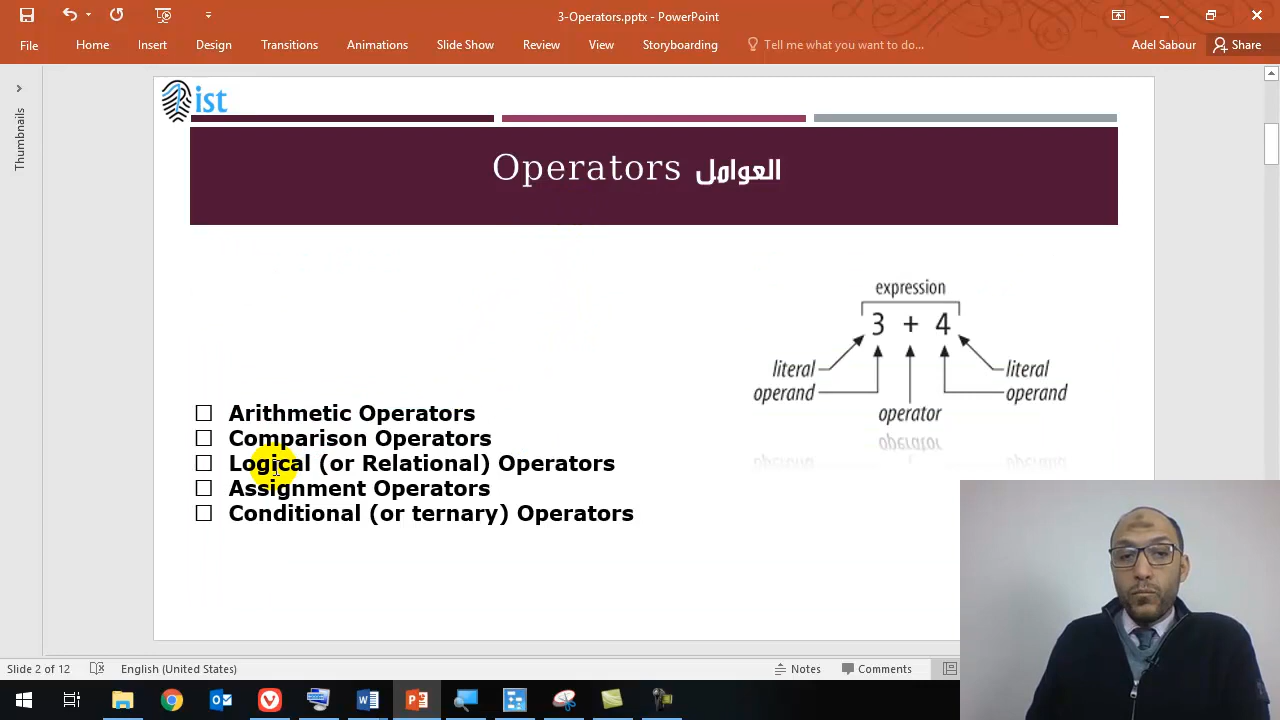 3-Operators.pptx - PowerPoint
File Home Insert Design Transitions Animations Slide Show Review View Storyboarding Tell me what you want to do... Adel Sabour Share
Thumbnails
ist
Operators العوامل
expression
3 + 4
literal literal
operand operand
operator
Arithmetic Operators
Comparison Operators
Logical (or Relational) Operators
Assignment Operators
Conditional (or ternary) Operators
Slide 2 of 12 English (United States) Notes Comments